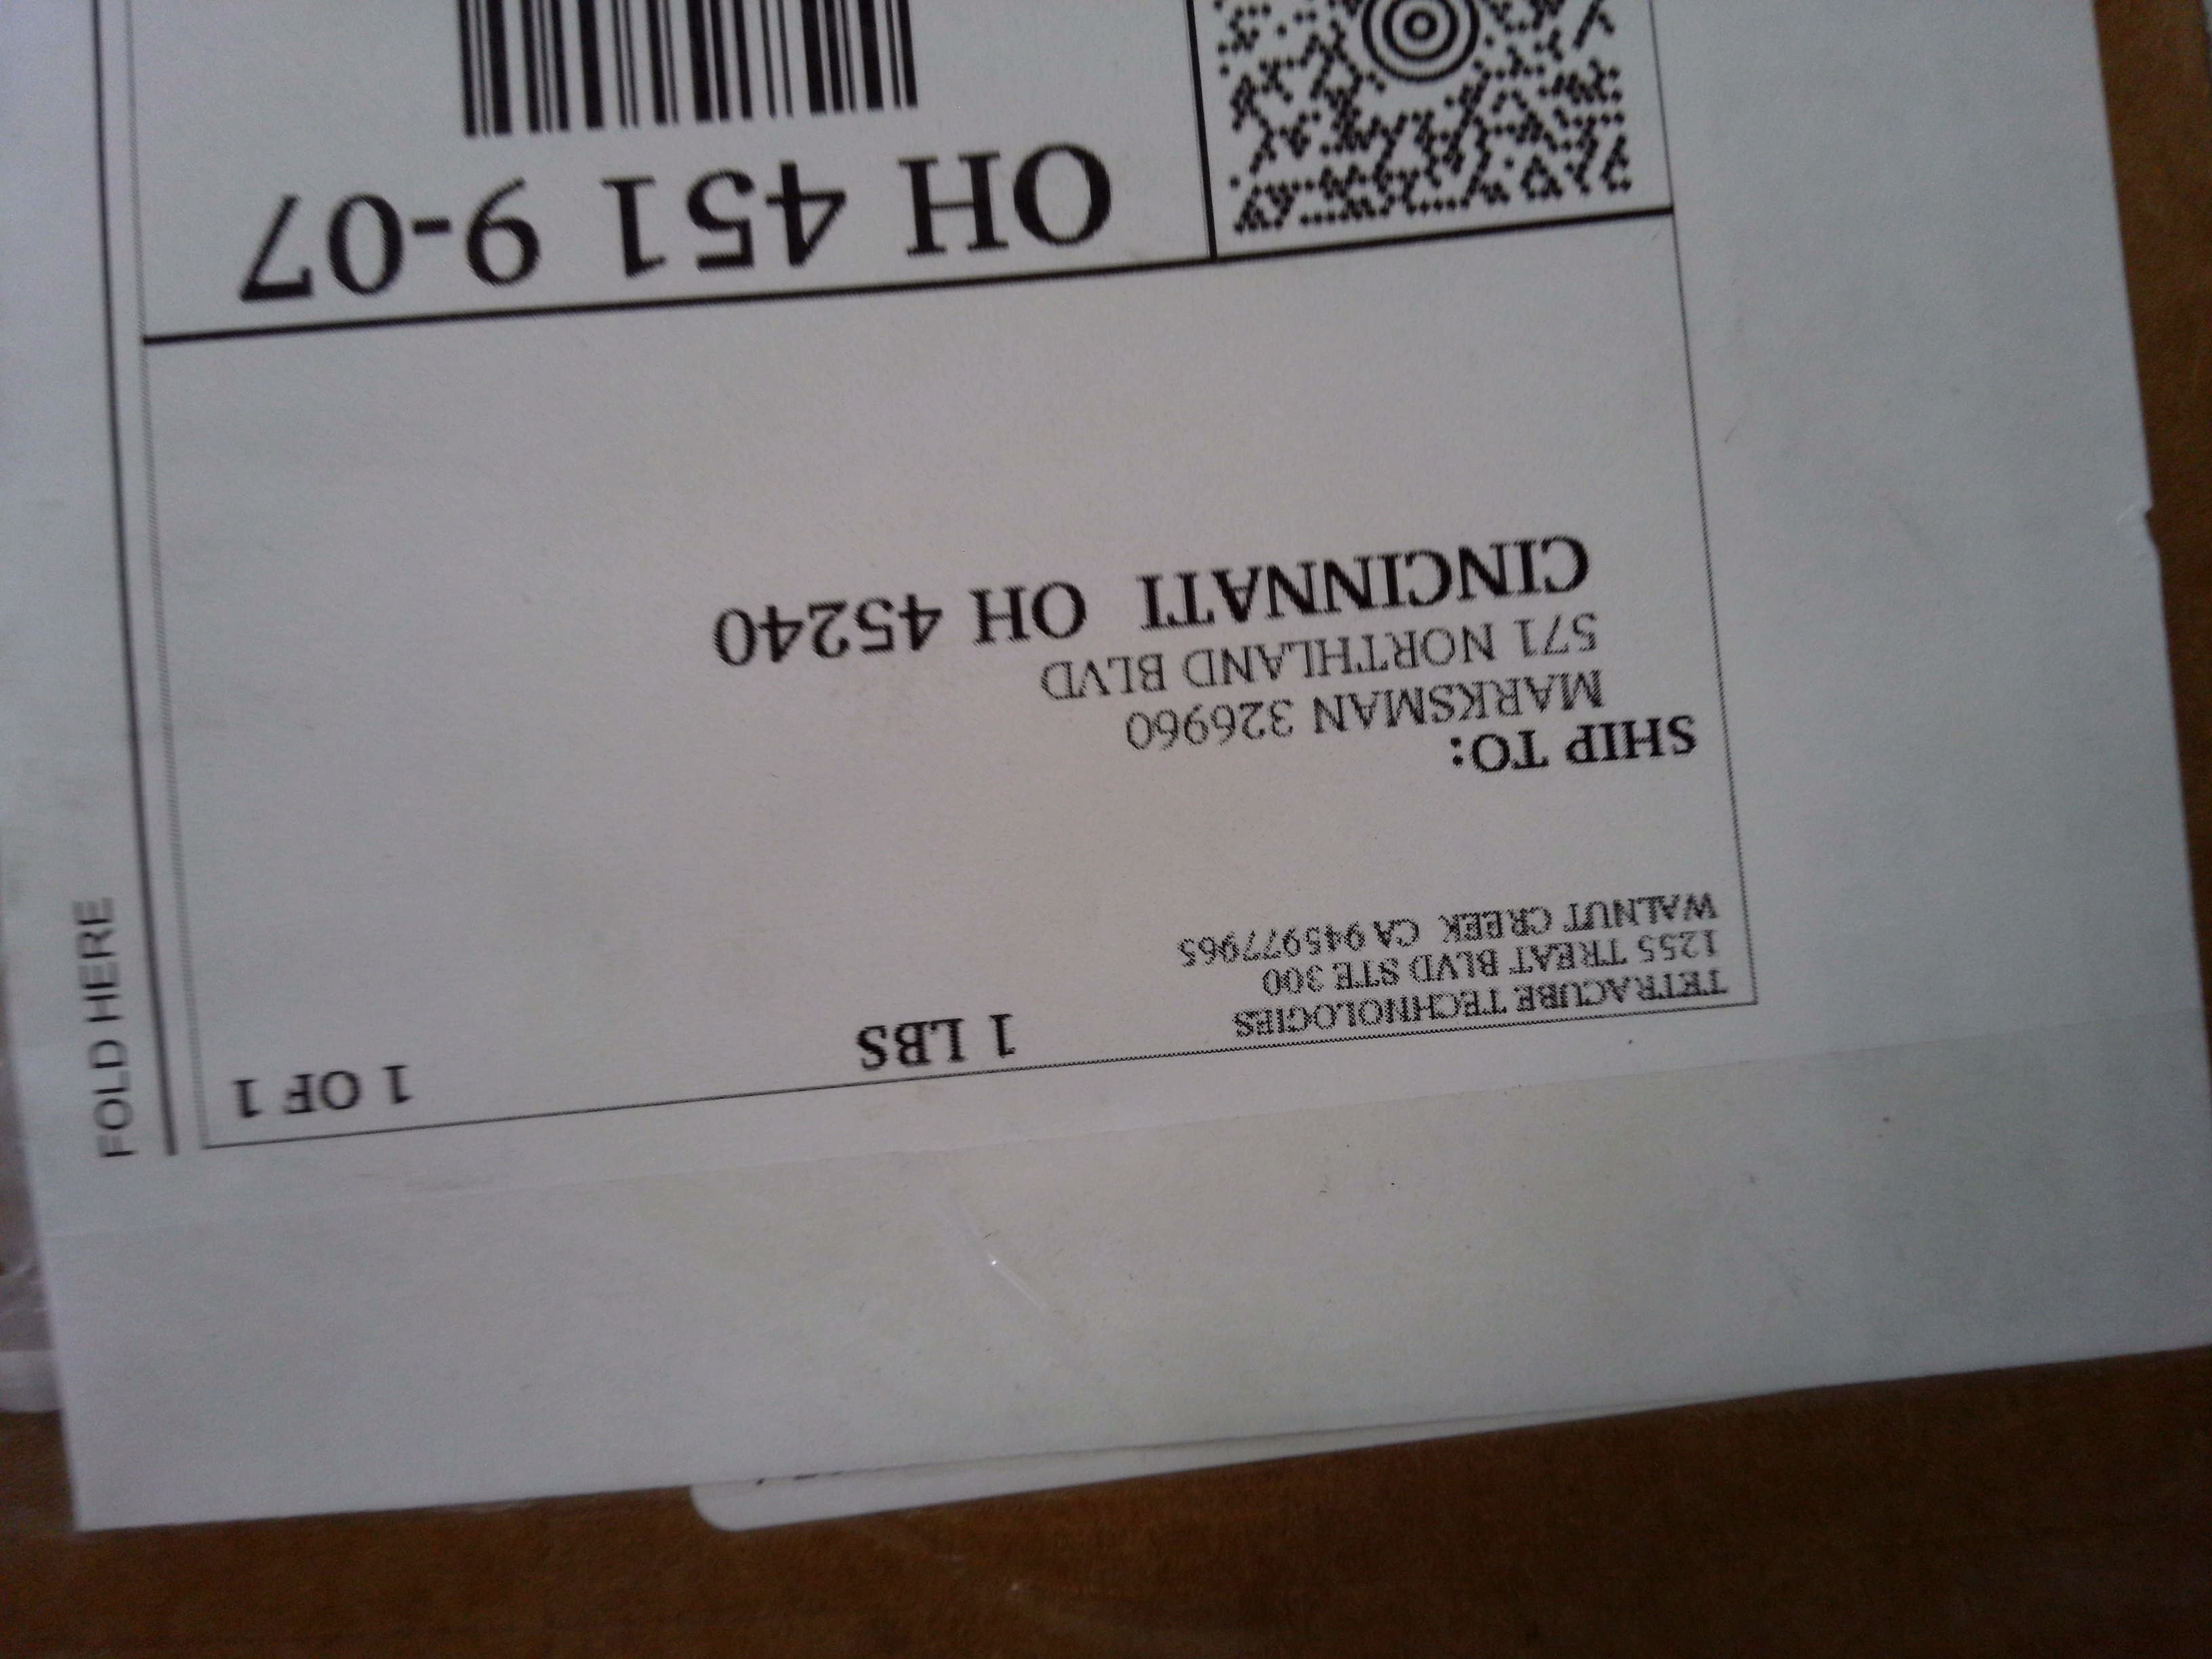 TETRACUBE TECHNOLOGIES
1255 TREAT BLVD STE 300
WALNUT CREEK CA 945977965
1 LBS
1 OF 1
SHIP TO:
MARKSMAN 326960
571 NORTHLAND BLVD
CINCINNATI OH 45240
OH 451 9-07
FOLD HERE